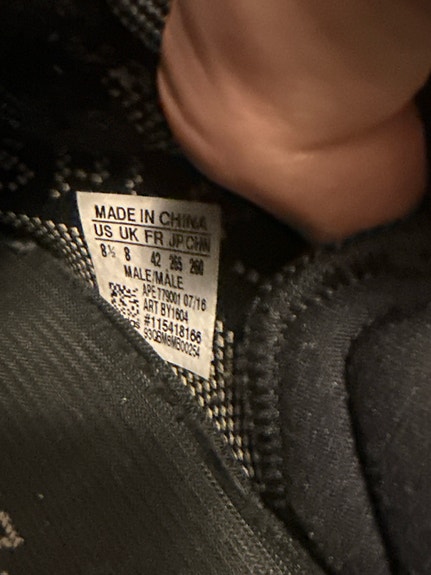 MADE IN CHINA
US UK FR JP CHN
8½ 8 42 265 260
MALE/MALE
APE 779001 07/16
ART BY1604
#115418166